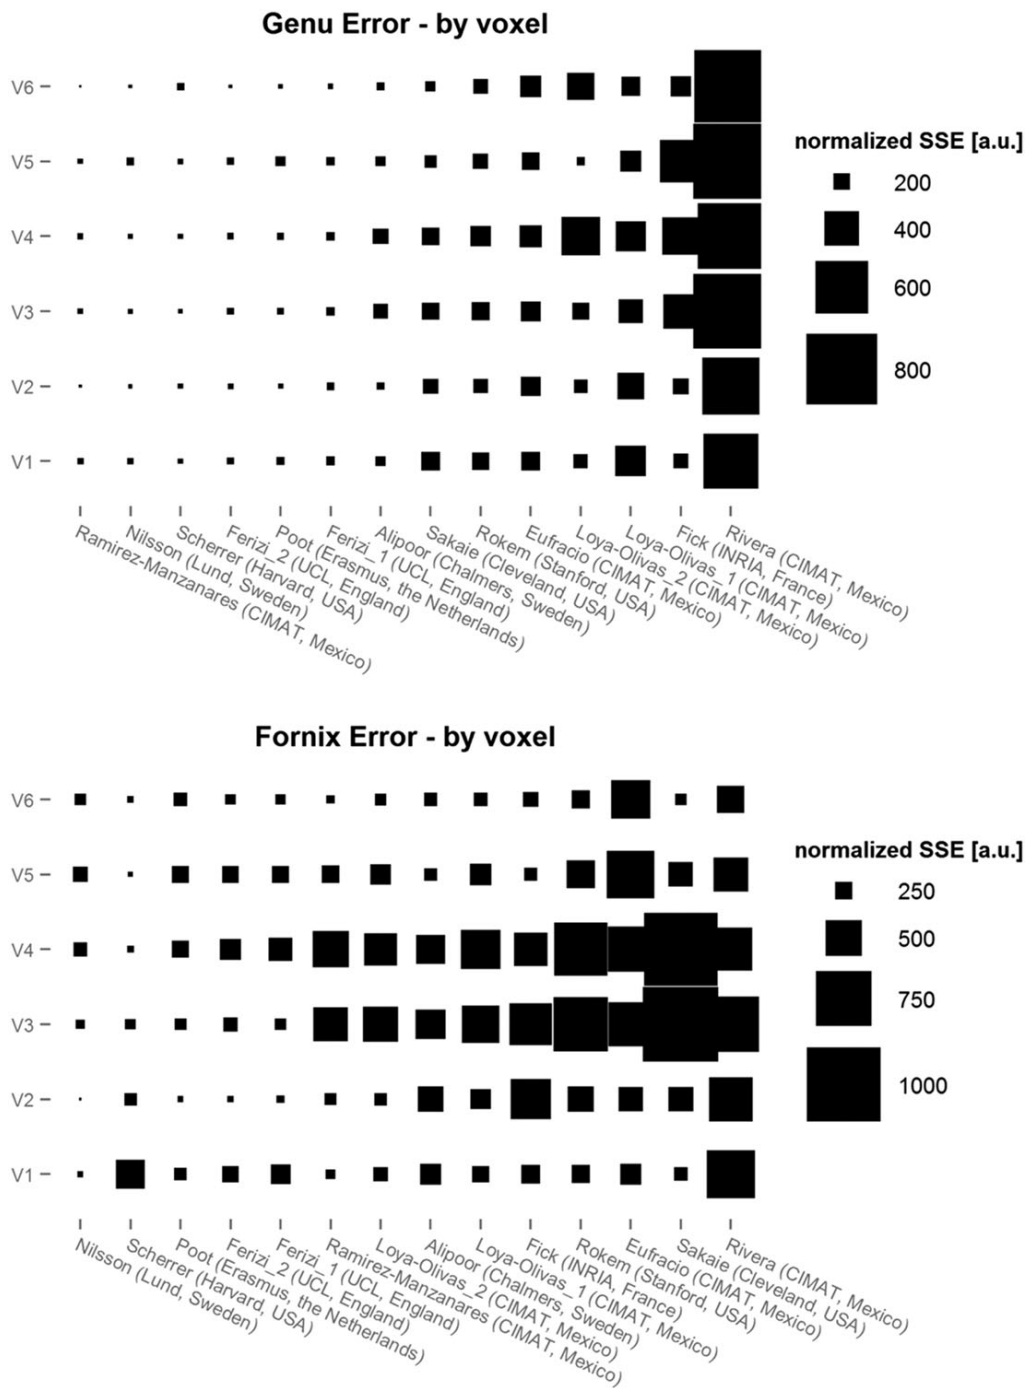 Genu Error - by voxel
V6
V5
V4
V3
V2
V1
normalized SSE [a.u.]
200
400
600
800
Ramirez-Manzanares (CIMAT, Mexico)
Nilsson (Lund, Sweden)
Scherrer (Harvard, USA)
Ferizi_2 (UCL, England)
Poot (Erasmus, the Netherlands)
Ferizi_1 (UCL, England)
Alipoor (Chalmers, Sweden)
Sakaie (Cleveland, USA)
Rokem (Stanford, USA)
Eufracio (CIMAT, Mexico)
Loya-Olivas_2 (CIMAT, Mexico)
Loya-Olivas_1 (CIMAT, Mexico)
Fick (INRIA, France)
Rivera (CIMAT, Mexico)
Fornix Error - by voxel
V6
V5
V4
V3
V2
V1
normalized SSE [a.u.]
250
500
750
1000
Nilsson (Lund, Sweden)
Scherrer (Harvard, USA)
Poot (Erasmus, the Netherlands)
Ferizi_2 (UCL, England)
Ferizi_1 (UCL, England)
Ramirez-Manzanares (CIMAT, Mexico)
Loya-Olivas_2 (CIMAT, Mexico)
Alipoor (Chalmers, Sweden)
Loya-Olivas_1 (CIMAT, Mexico)
Fick (INRIA, France)
Rokem (Stanford, USA)
Eufracio (CIMAT, Mexico)
Sakaie (Cleveland, USA)
Rivera (CIMAT, Mexico)